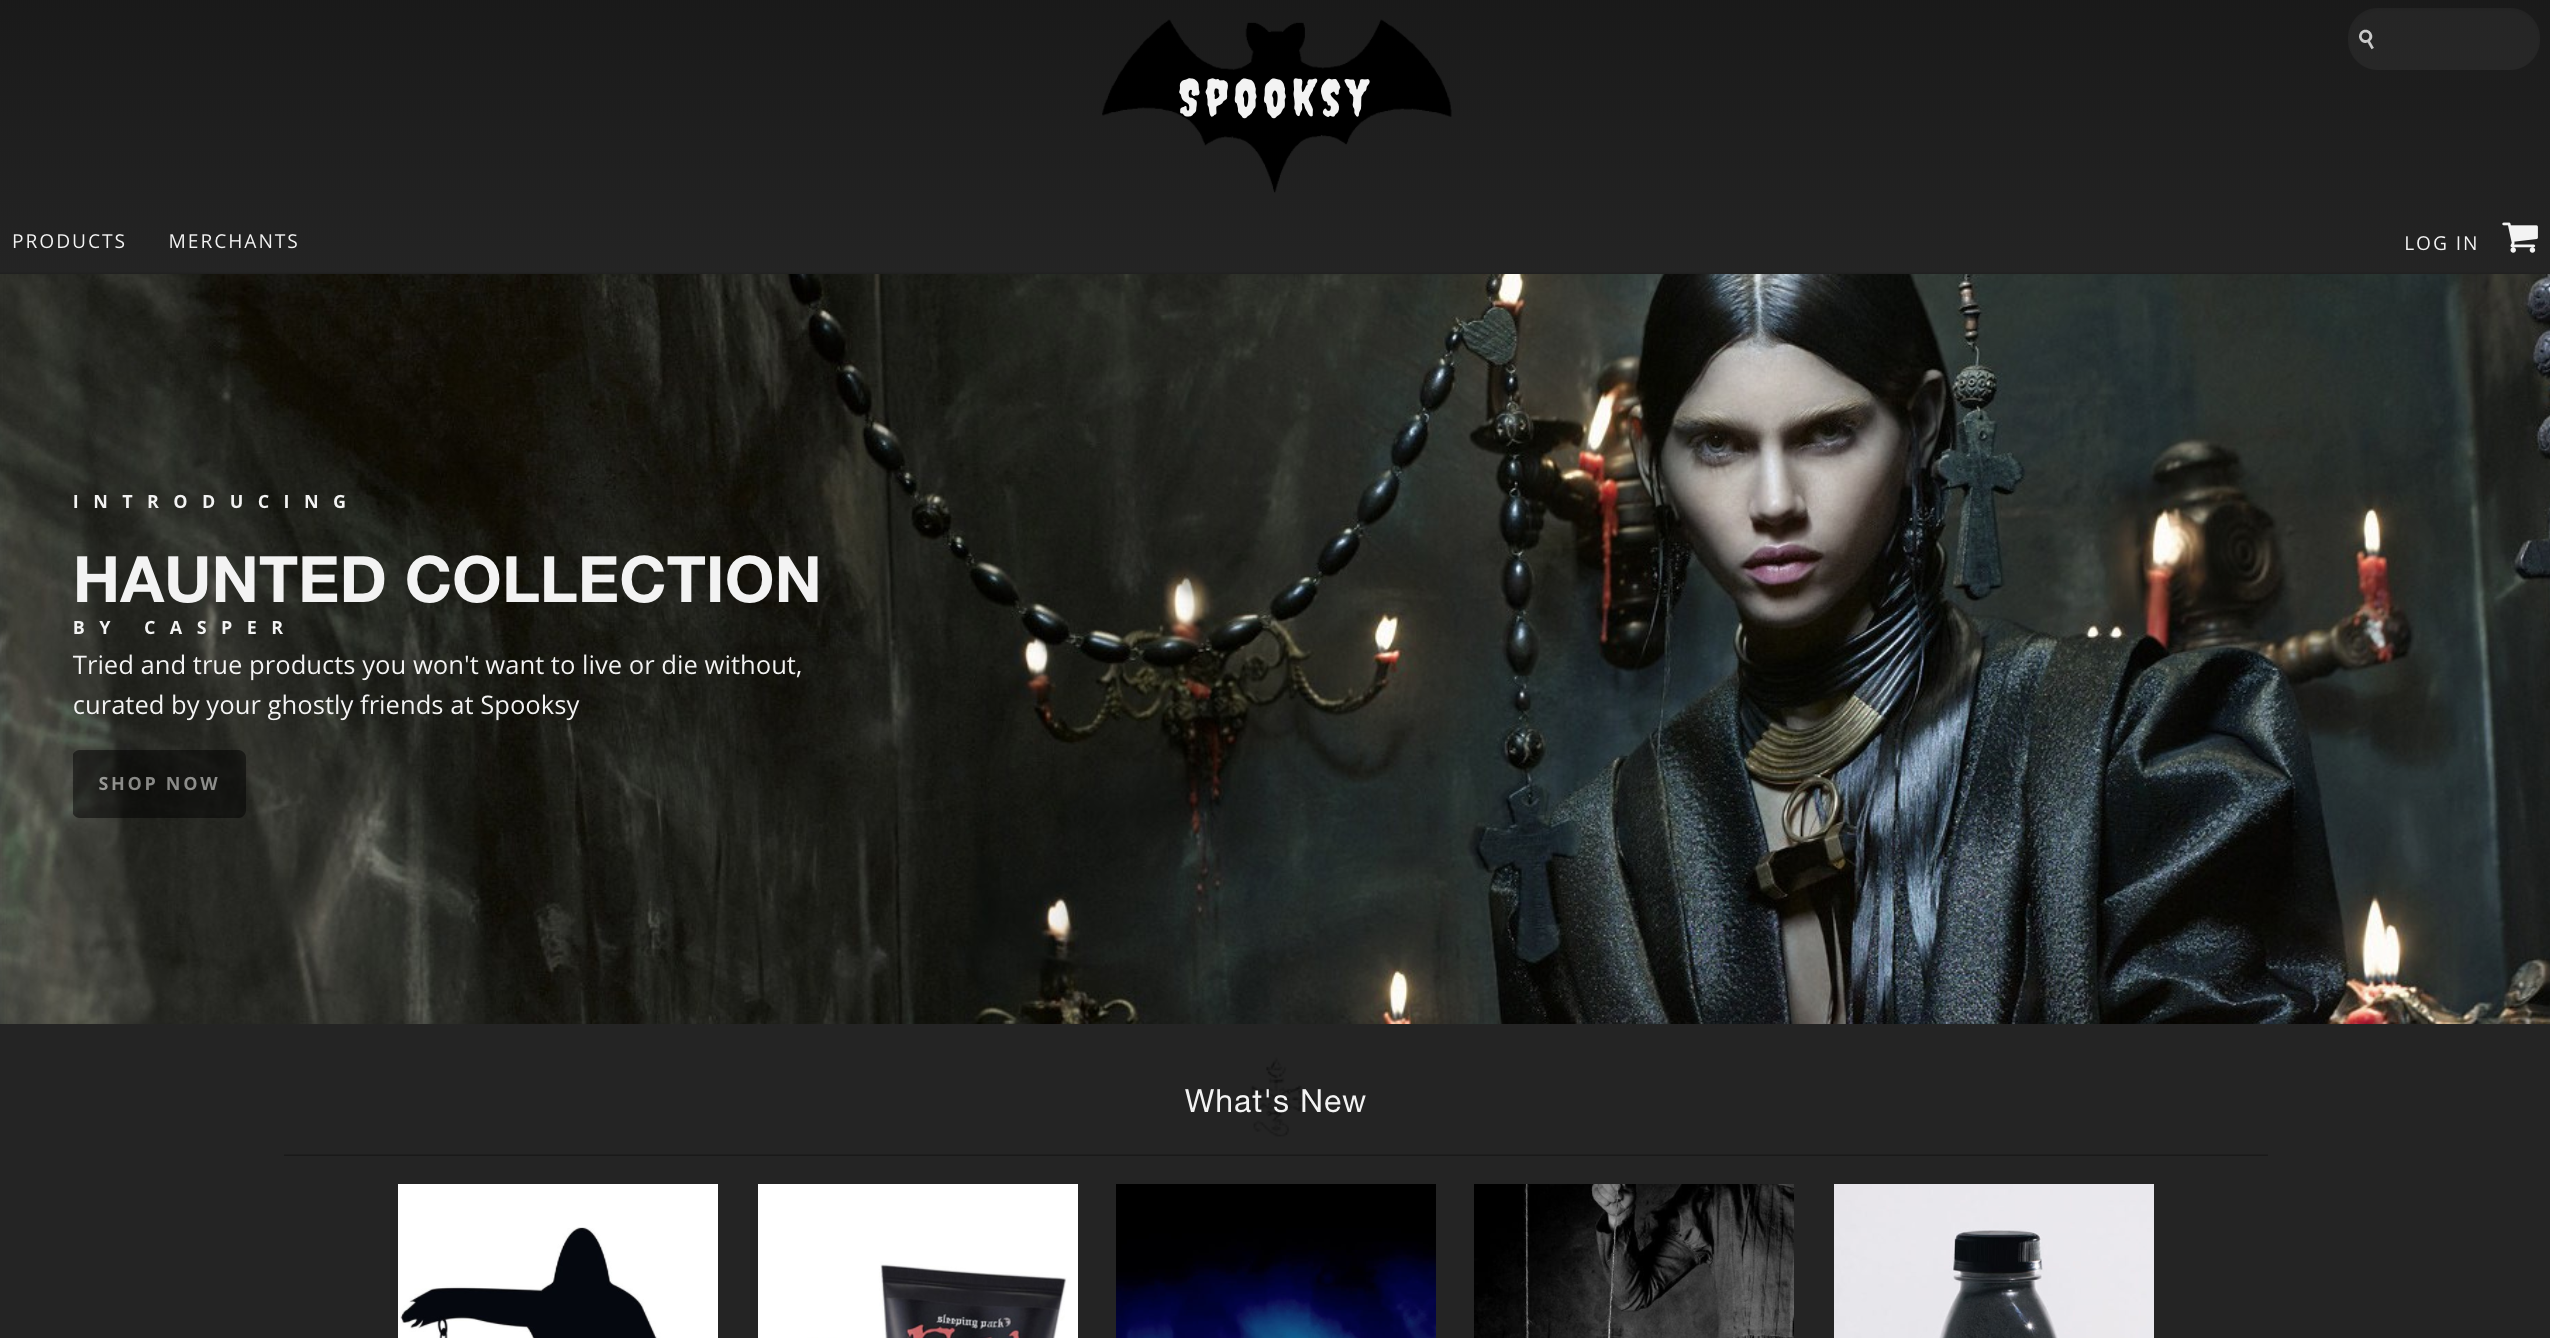 SPOOKSY
PRODUCTS MERCHANTS
LOG IN
INTRODUCING
HAUNTED COLLECTION
BY CASPER
Tried and true products you won't want to live or die without,
curated by your ghostly friends at Spooksy
SHOP NOW
What's New
sleeping park